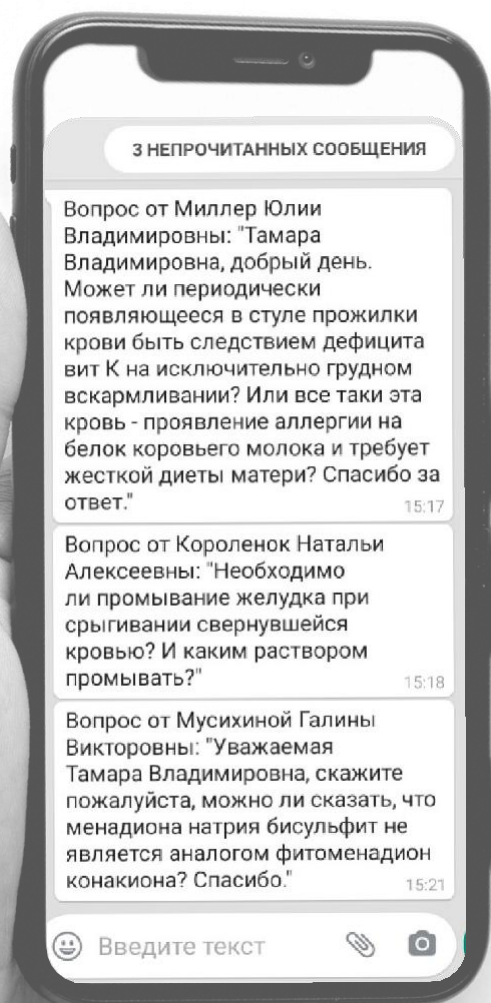 3 НЕПРОЧИТАННЫХ СООБЩЕНИЯ
Вопрос от Миллер Юлии
Владимировны: "Тамара
Владимировна, добрый день.
Может ли периодически
появляющееся в стуле прожилки
крови быть следствием дефицита
вит К на исключительно грудном
вскармливании? Или все таки эта
кровь - проявление аллергии на
белок коровьего молока и требует
жесткой диеты матери? Спасибо за
ответ."
15:17
Вопрос от Короленок Натальи
Алексеевны: "Необходимо
ли промывание желудка при
срыгивании свернувшейся
кровью? И каким раствором
промывать?"
15:18
Вопрос от Мусихиной Галины
Викторовны: "Уважаемая
Тамара Владимировна, скажите
пожалуйста, можно ли сказать, что
менадиона натрия бисульфит не
является аналогом фитоменадион
конакиона? Спасибо."
15:21
Введите текст